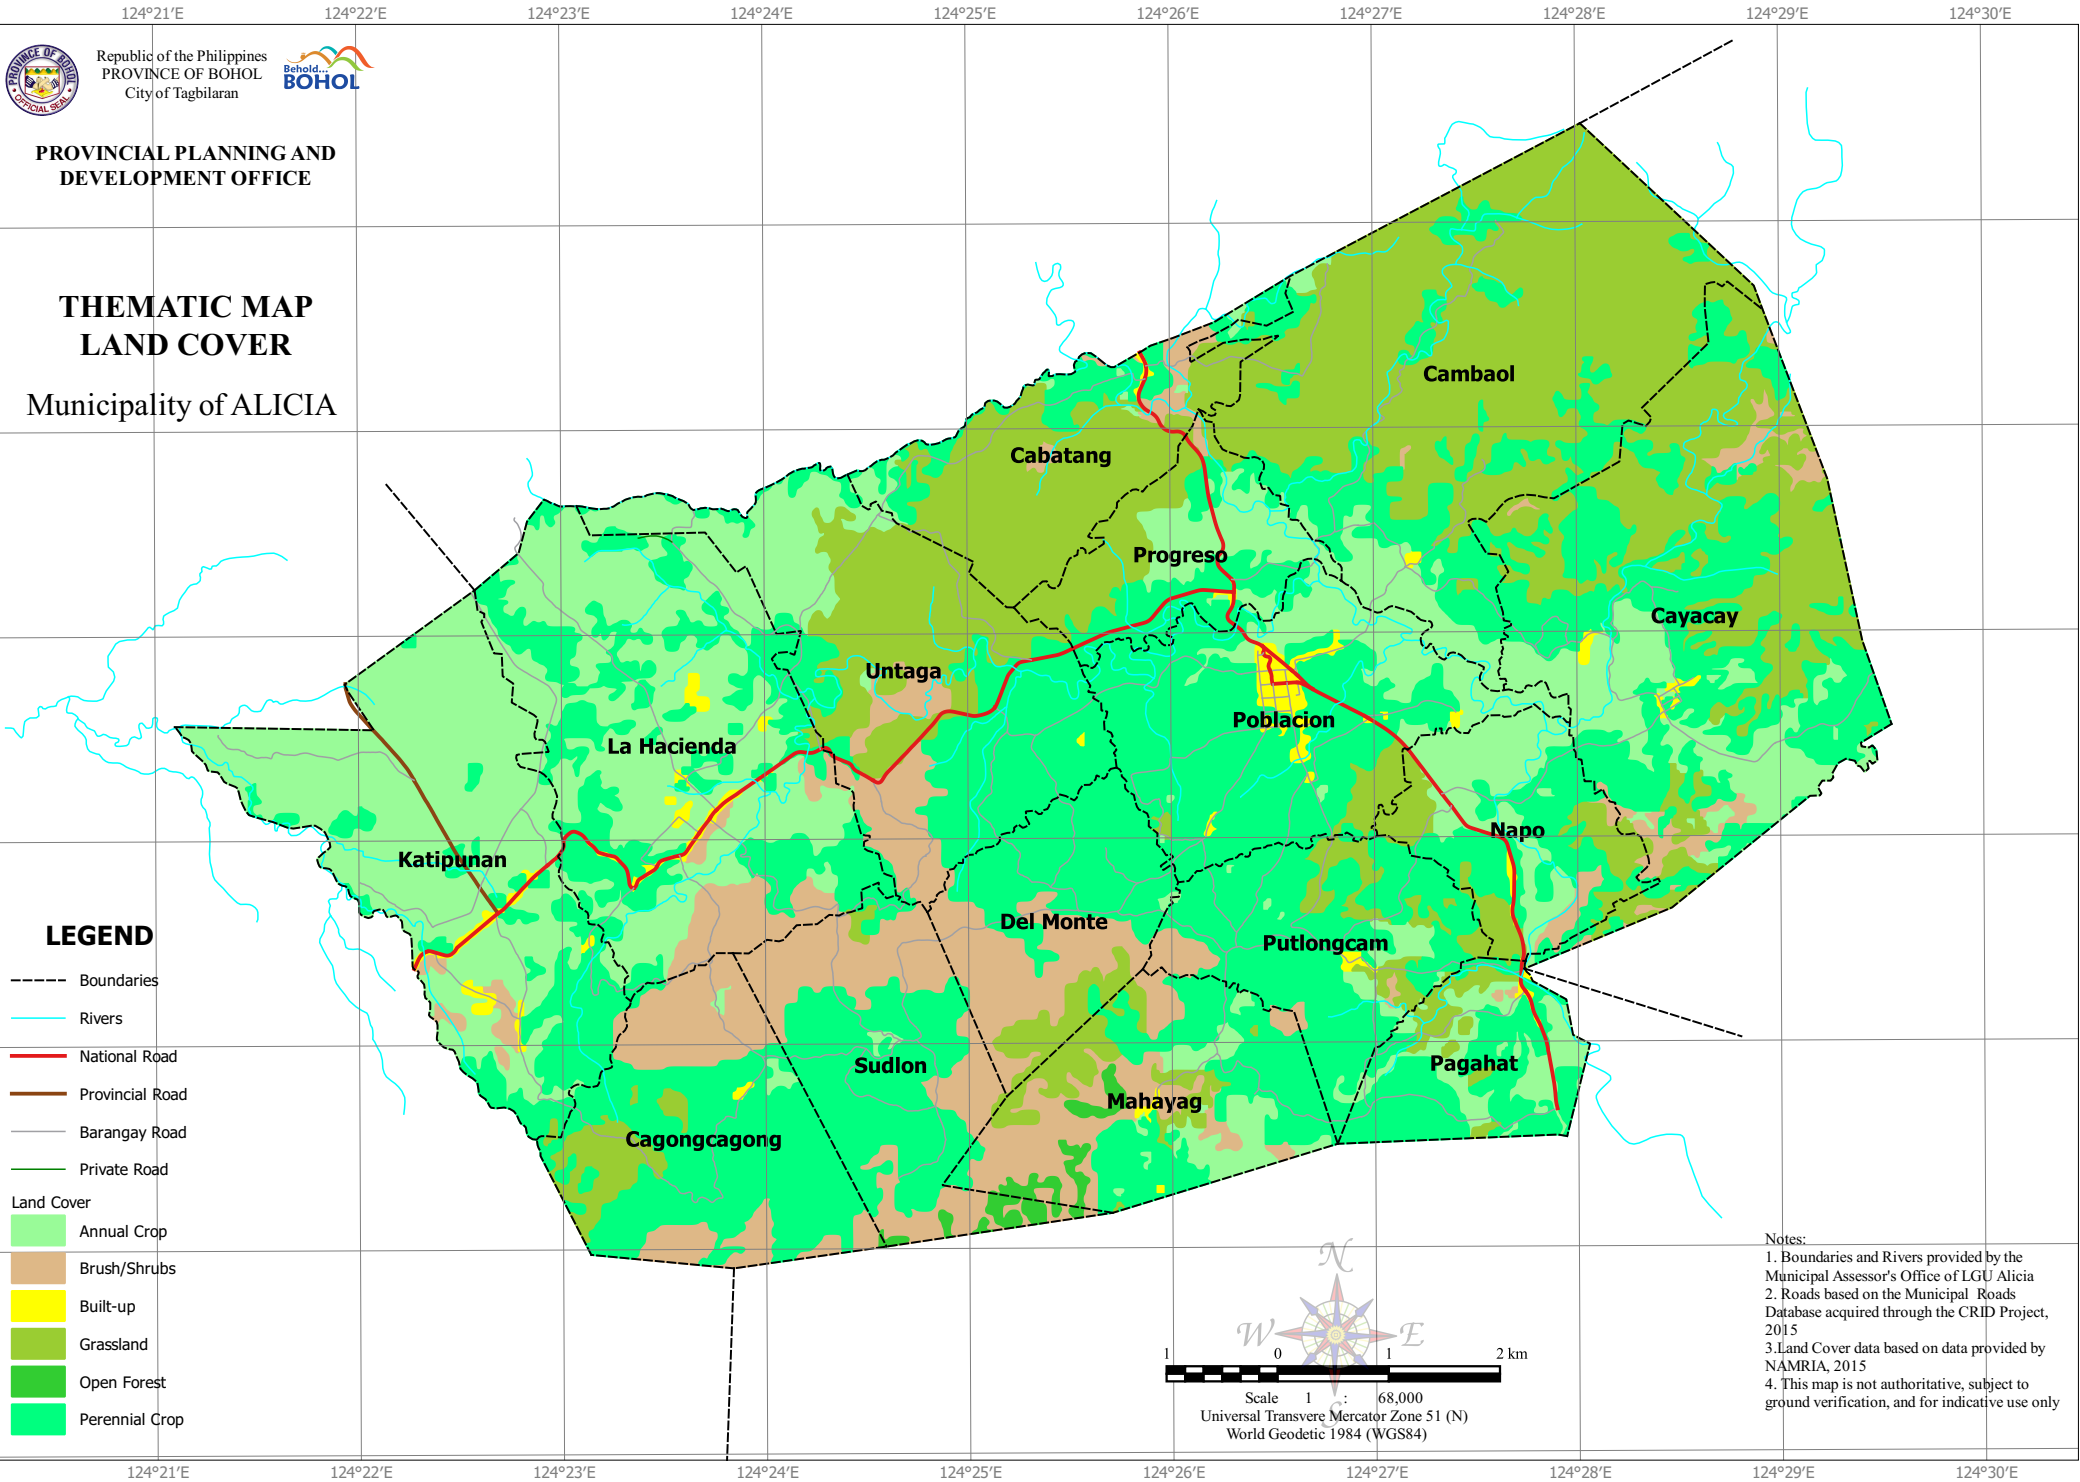 124°21′E 124°22′E 124°23′E 124°24′E 124°25′E 124°26′E 124°27′E 124°28′E 124°29′E 124°30′E
PROVINCE OF BOHOL
OFFICIAL SEAL
Republic of the Philippines
PROVINCE OF BOHOL
City of Tagbilaran
Behold...
BOHOL
PROVINCIAL PLANNING AND
DEVELOPMENT OFFICE
THEMATIC MAP
LAND COVER
Municipality of ALICIA
Cambaol
Cabatang
Progreso
Cayacay
Untaga
Poblacion
La Hacienda
Napo
Katipunan
Del Monte
Putlongcam
Sudlon
Pagahat
Mahayag
Cagongcagong
LEGEND
Boundaries
Rivers
National Road
Provincial Road
Barangay Road
Private Road
Land Cover
Annual Crop
Brush/Shrubs
Built-up
Grassland
Open Forest
Perennial Crop
N
W E
S
1 0 1 2 km
Scale 1 : 68,000
Universal Transvere Mercator Zone 51 (N)
World Geodetic 1984 (WGS84)
Notes:
1. Boundaries and Rivers provided by the
Municipal Assessor's Office of LGU Alicia
2. Roads based on the Municipal Roads
Database acquired through the CRID Project,
2015
3.Land Cover data based on data provided by
NAMRIA, 2015
4. This map is not authoritative, subject to
ground verification, and for indicative use only
124°21′E 124°22′E 124°23′E 124°24′E 124°25′E 124°26′E 124°27′E 124°28′E 124°29′E 124°30′E